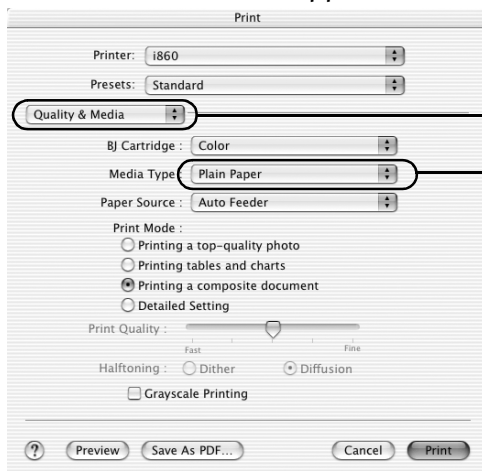 Print
Printer: i860
Presets: Standard
Quality & Media
BJ Cartridge : Color
Media Type : Plain Paper
Paper Source : Auto Feeder
Print Mode :
Printing a top-quality photo
Printing tables and charts
Printing a composite document
Detailed Setting
Print Quality :
Fast Fine
Halftoning : Dither Diffusion
Grayscale Printing
? Preview Save As PDF... Cancel Print